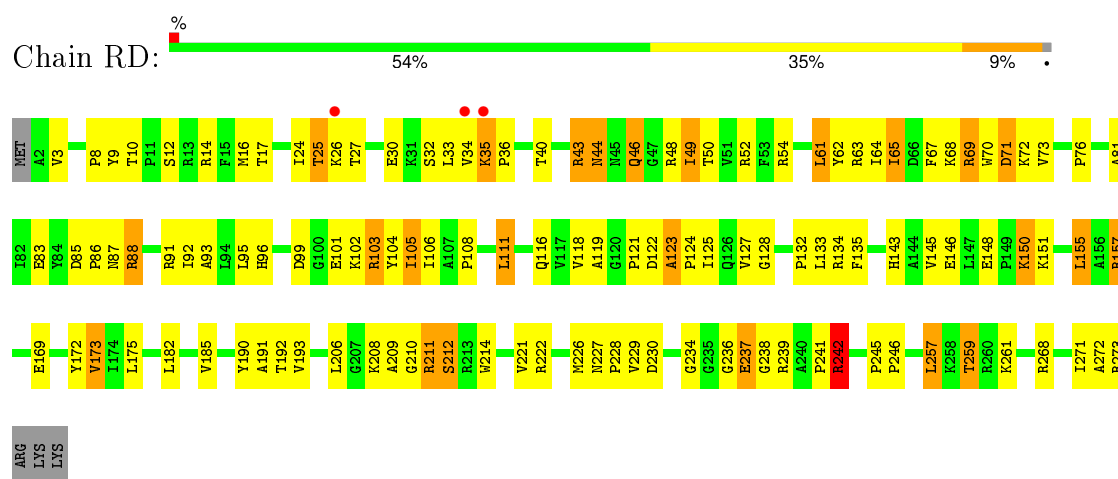 %
Chain RD:
54% 35% 9% •
MET A2 V3 P8 Y9 T10 P11 S12 R13 R14 F15 M16 T17 I24 T25 K26 T27 E30 K31 S32 L33 V34 K35 P36 T40 R43 N44 N45 Q46 G47 R48 I49 T50 V51 R52 F53 R54 L61 Y62 R63 I64 I65 D66 F67 K68 R69 W70 D71 K72 V73 P76 A81
I82 E83 Y84 D85 P86 N87 R88 R91 I92 A93 L94 L95 H96 D99 G100 E101 K102 R103 Y104 I105 I106 A107 P108 L111 Q116 V117 V118 A119 G120 P121 D122 A123 P124 I125 Q126 V127 G128 P132 L133 R134 F135 H143 A144 V145 E146 L147 E148 P149 K150 K151 L155 A156 R157
E169 Y172 V173 I174 L175 L182 V185 Y190 A191 T192 V193 L206 G207 K208 A209 G210 R211 S212 R213 W214 V221 R222 M226 N227 P228 V229 D230 G234 G235 G236 E237 G238 R239 A240 P241 R242 P245 P246 L257 K258 T259 R260 K261 R268 I271 A272
ARG LYS LYS